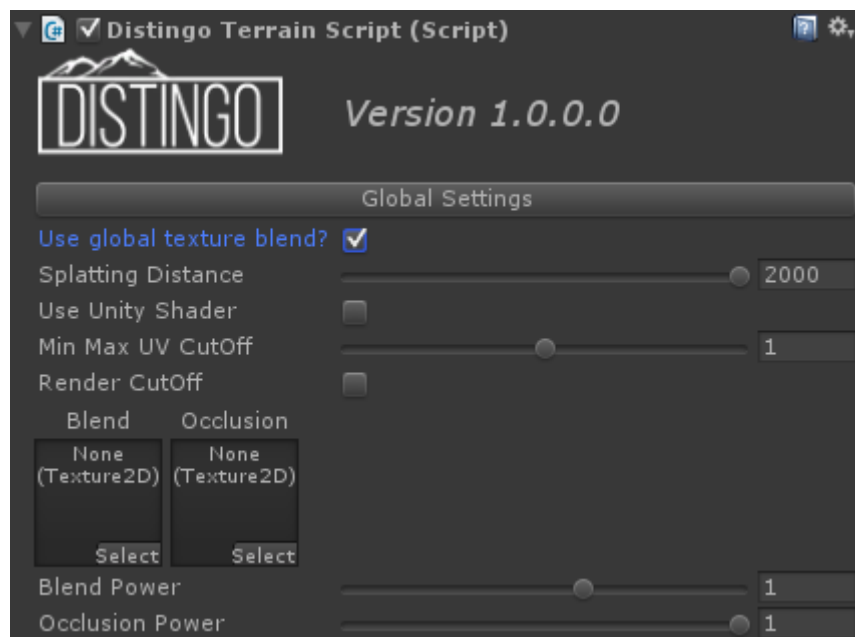 Distingo Terrain Script (Script)
DISTINGO
Version 1.0.0.0
Global Settings
Use global texture blend?
Splatting Distance 2000
Use Unity Shader
Min Max UV CutOff 1
Render CutOff
Blend Occlusion
None None
(Texture2D) (Texture2D)
Select Select
Blend Power 1
Occlusion Power 1